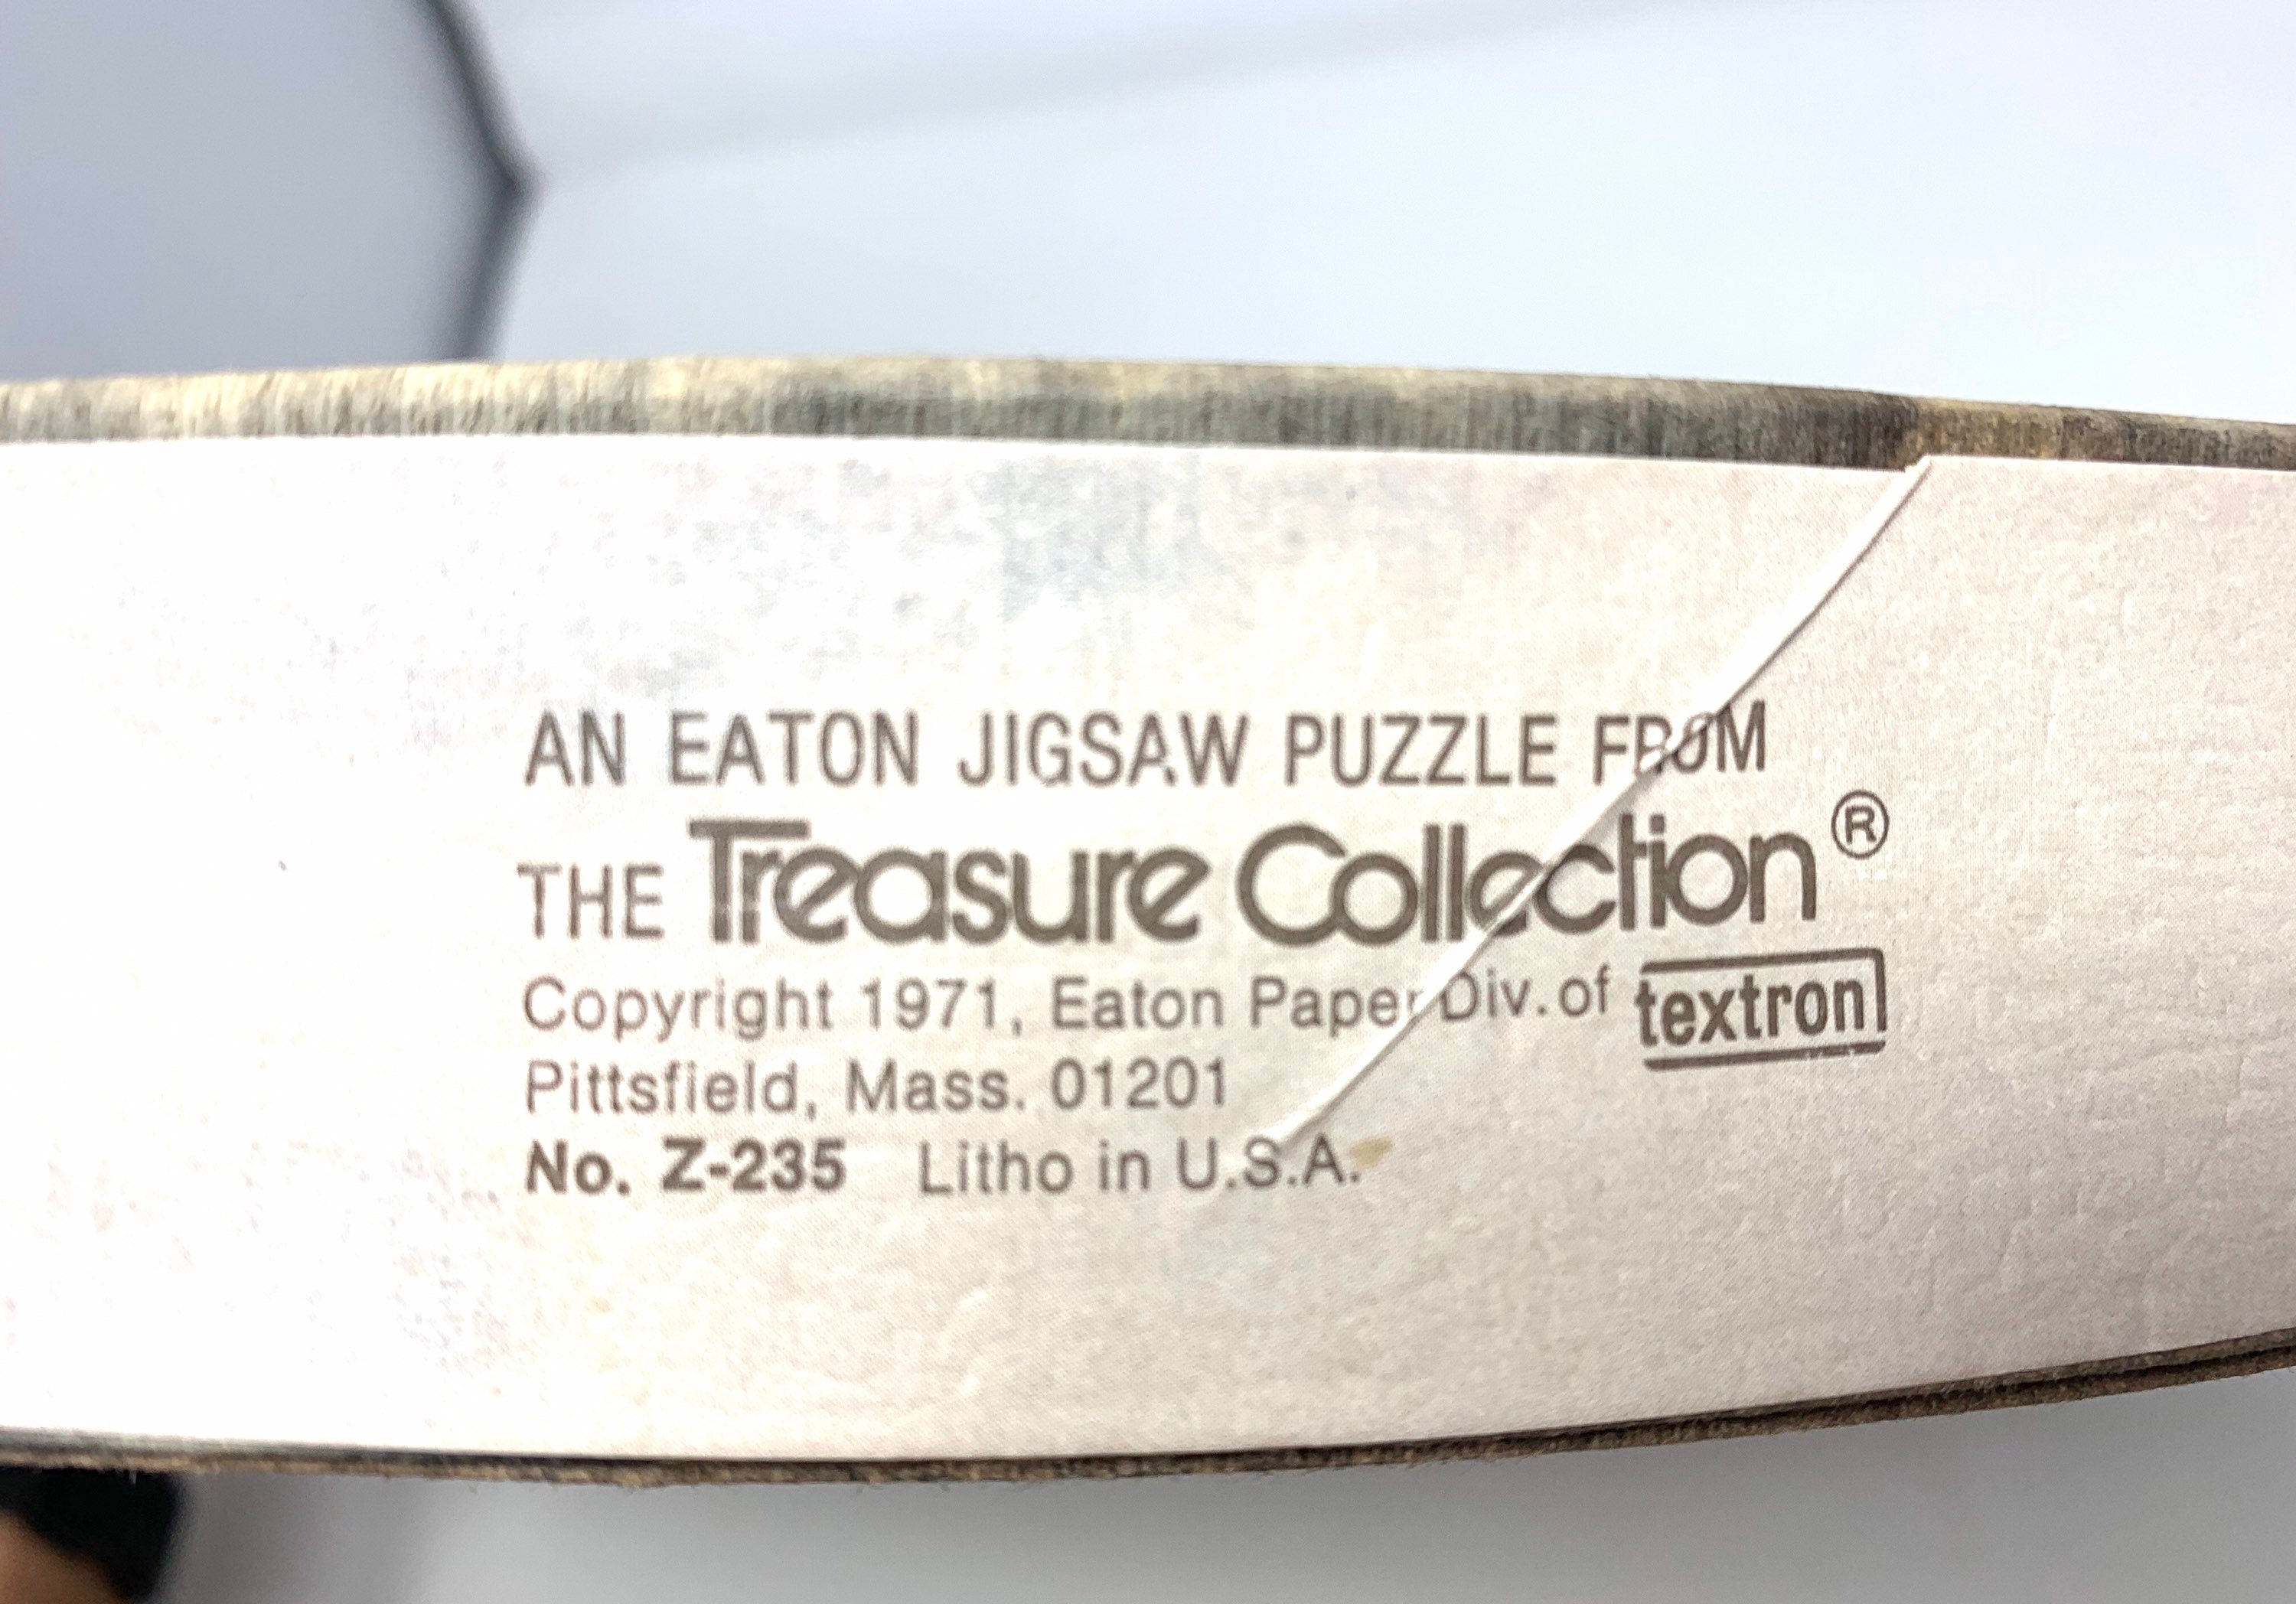 AN EATON JIGSAW PUZZLE FROM
THE Treasure Collection®
Copyright 1971, Eaton Paper Div. of textron
Pittsfield, Mass. 01201
No. Z-235 Litho in U.S.A.